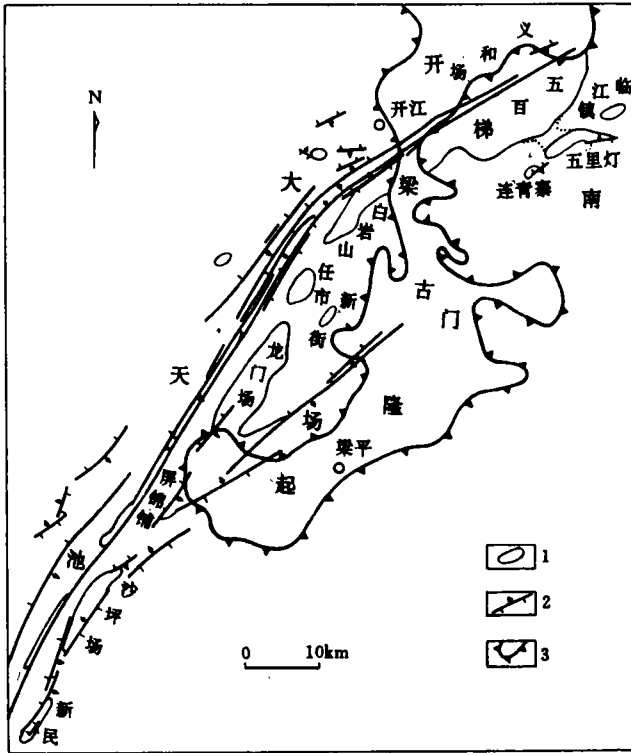 N
义和场
开江
五百梯
临江镇
五里灯
连青寨
南门场
开梁古隆起
大天池
白岩山
任市
新街
龙门场
梁平
屏锦铺
沙坪场
新民
0 10km
1
2
3